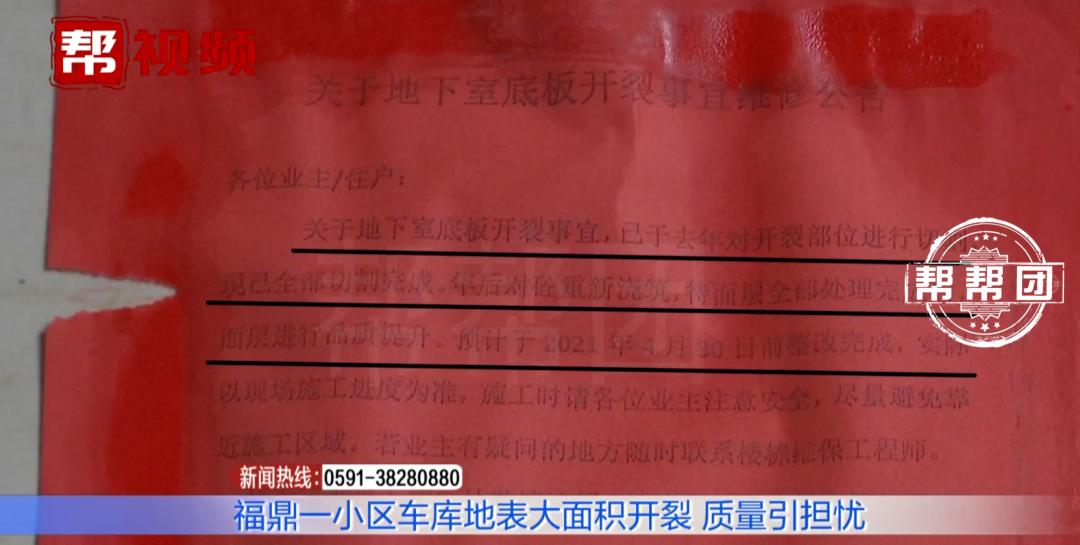 帮视频
关于地下室底板开裂事宜维修公告
各位业主/住户：
关于地下室底板开裂事宜，已于去年对开裂部位进行切割
现已全部切割完成。年后对砼重新浇筑，待面层全部处理完
面层进行品质提升。预计于 2021 年 4 月 30 日前整改完成，实际
以现场施工进度为准，施工时请各位业主注意安全，尽量避免靠
近施工区域。若业主有疑问的地方随时联系楼栋维保工程师。
帮帮团
新闻热线：0591-38280880
福鼎一小区车库地表大面积开裂 质量引担忧